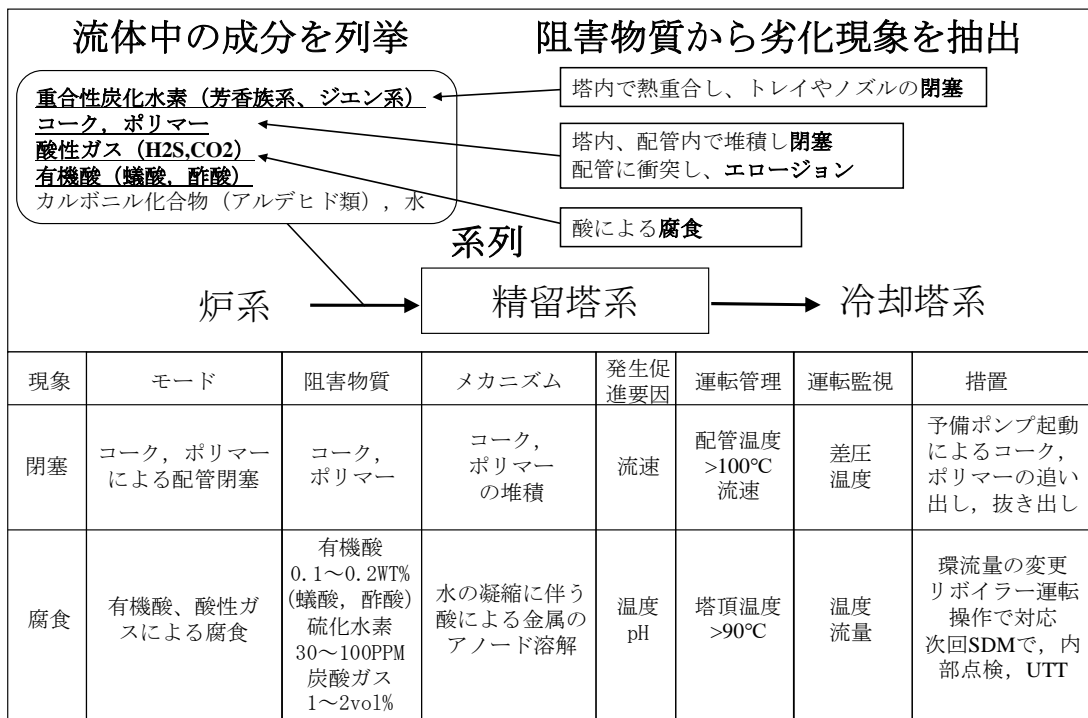 流体中の成分を列挙
阻害物質から劣化現象を抽出
重合性炭化水素（芳香族系、ジエン系）
コーク，ポリマー
酸性ガス（H2S,CO2）
有機酸（蟻酸，酢酸）
カルボニル化合物（アルデヒド類）, 水
塔内で熱重合し、トレイやノズルの閉塞
塔内、配管内で堆積し閉塞
配管に衝突し、エロージョン
酸による腐食
系列
炉系
精留塔系
冷却塔系
現象
モード
阻害物質
メカニズム
発生促
進要因
運転管理
運転監視
措置
閉塞
コーク，ポリマー
による配管閉塞
コーク，
ポリマー
コーク，
ポリマー
の堆積
流速
配管温度
>100℃
流速
差圧
温度
予備ポンプ起動
によるコーク，
ポリマーの追い
出し，抜き出し
腐食
有機酸、酸性ガ
スによる腐食
有機酸
0.1～0.2WT%
(蟻酸，酢酸)
硫化水素
30～100PPM
炭酸ガス
1～2vol%
水の凝縮に伴う
酸による金属の
アノード溶解
温度
pH
塔頂温度
>90℃
温度
流量
環流量の変更
リボイラー運転
操作で対応
次回SDMで，内
部点検，UTT